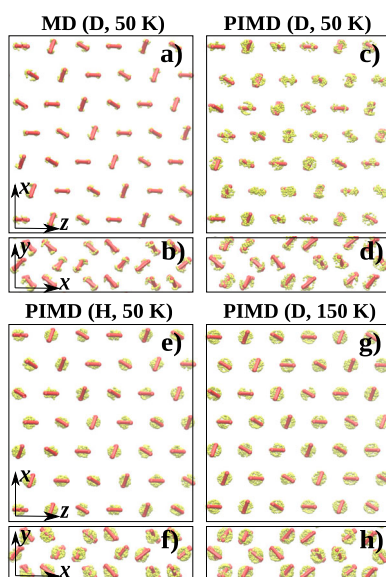 MD (D, 50 K) PIMD (D, 50 K)
a) c)
x
z
y b) d)
x
PIMD (H, 50 K) PIMD (D, 150 K)
e) g)
x
z
y f) h)
x